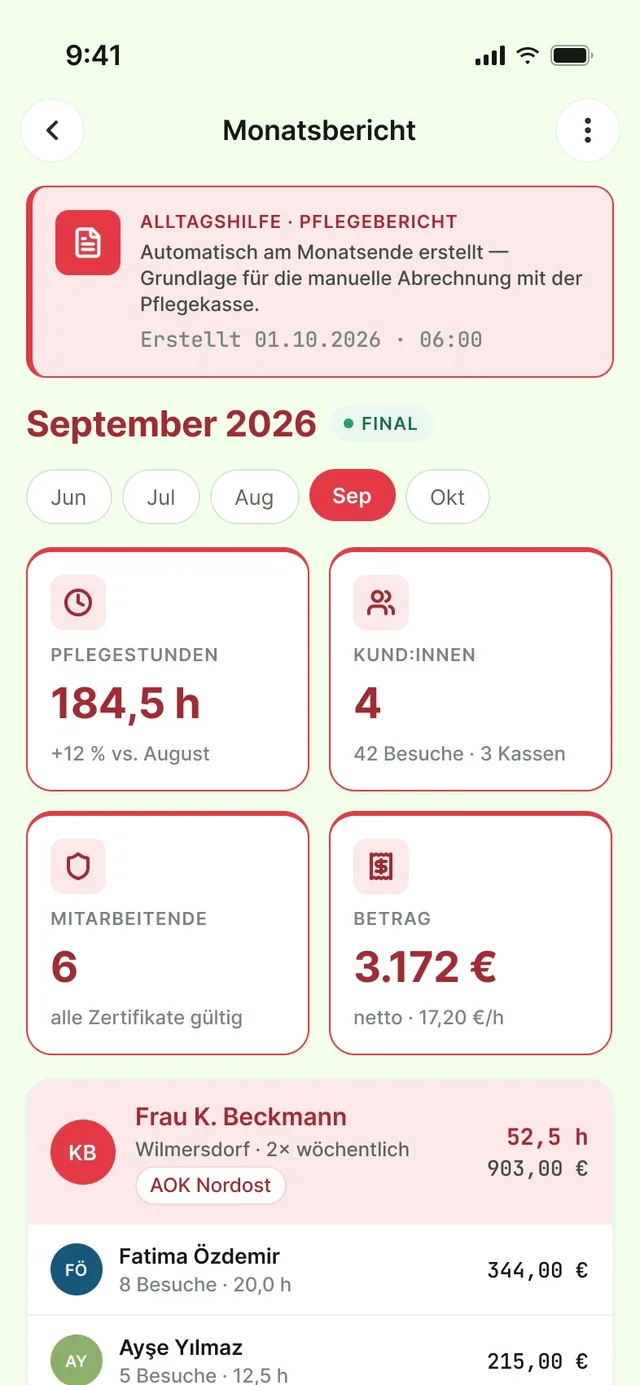 9:41
Monatsbericht
ALLTAGSHILFE · PFLEGEBERICHT
Automatisch am Monatsende erstellt —
Grundlage für die manuelle Abrechnung mit der
Pflegekasse.
Erstellt 01.10.2026 · 06:00
September 2026
FINAL
Jun
Jul
Aug
Sep
Okt
PFLEGESTUNDEN
184,5 h
+12 % vs. August
KUND:INNEN
4
42 Besuche · 3 Kassen
MITARBEITENDE
6
alle Zertifikate gültig
BETRAG
3.172 €
netto · 17,20 €/h
KB
Frau K. Beckmann
Wilmersdorf · 2× wöchentlich
AOK Nordost
52,5 h
903,00 €
FÖ
Fatima Özdemir
8 Besuche · 20,0 h
344,00 €
AY
Ayşe Yılmaz
5 Besuche · 12,5 h
215,00 €